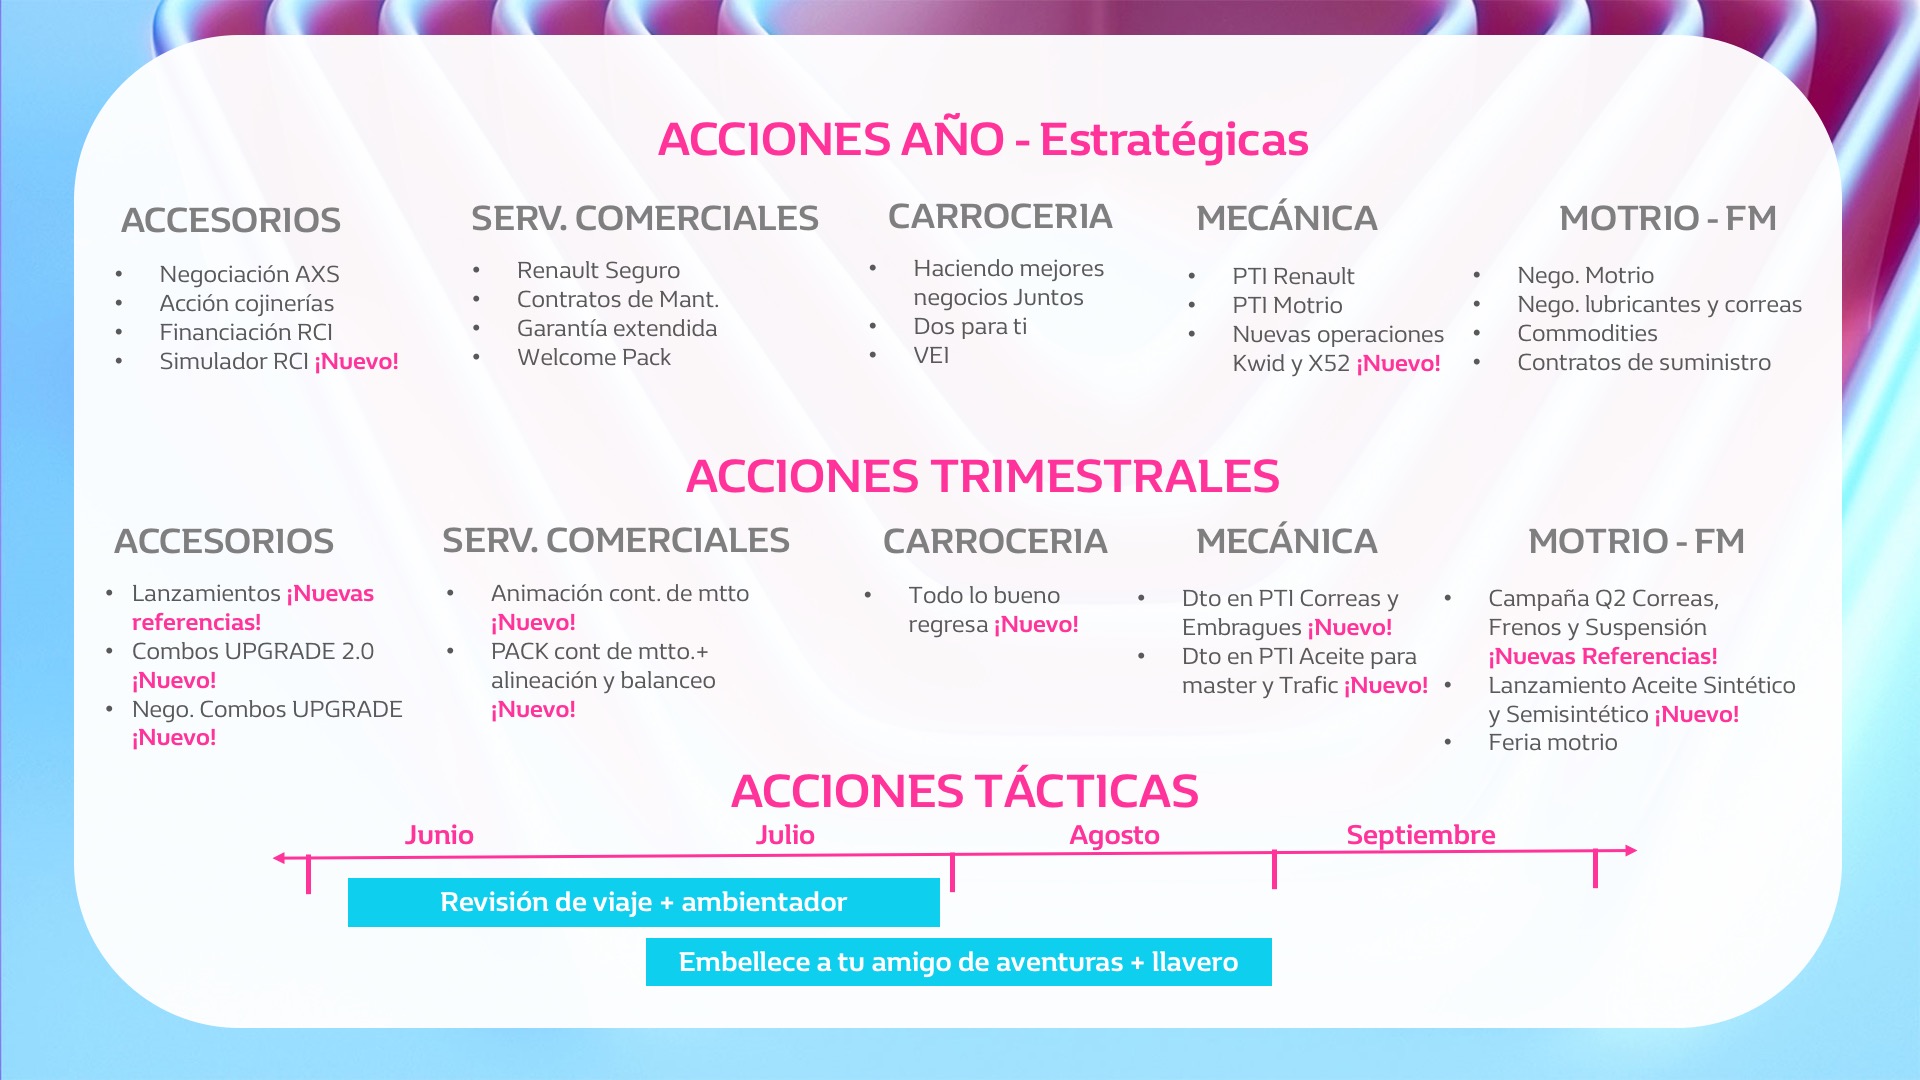 ACCIONES AÑO - Estratégicas
ACCESORIOS
• Negociación AXS
• Acción cojinerías
• Financiación RCI
• Simulador RCI ¡Nuevo!
SERV. COMERCIALES
• Renault Seguro
• Contratos de Mant.
• Garantía extendida
• Welcome Pack
CARROCERIA
• Haciendo mejores
negocios Juntos
• Dos para ti
• VEI
MECÁNICA
• PTI Renault
• PTI Motrio
• Nuevas operaciones
Kwid y X52 ¡Nuevo!
MOTRIO - FM
• Nego. Motrio
• Nego. lubricantes y correas
• Commodities
• Contratos de suministro
ACCIONES TRIMESTRALES
ACCESORIOS
• Lanzamientos ¡Nuevas
referencias!
• Combos UPGRADE 2.0
¡Nuevo!
• Nego. Combos UPGRADE
¡Nuevo!
SERV. COMERCIALES
• Animación cont. de mtto
¡Nuevo!
• PACK cont de mtto.+
alineación y balanceo
¡Nuevo!
CARROCERIA
• Todo lo bueno
regresa ¡Nuevo!
MECÁNICA
• Dto en PTI Correas y
Embragues ¡Nuevo!
• Dto en PTI Aceite para
master y Trafic ¡Nuevo!
MOTRIO - FM
• Campaña Q2 Correas,
Frenos y Suspensión
¡Nuevas Referencias!
• Lanzamiento Aceite Sintético
y Semisintético ¡Nuevo!
• Feria motrio
ACCIONES TÁCTICAS
Junio Julio Agosto Septiembre
Revisión de viaje + ambientador
Embellece a tu amigo de aventuras + llavero